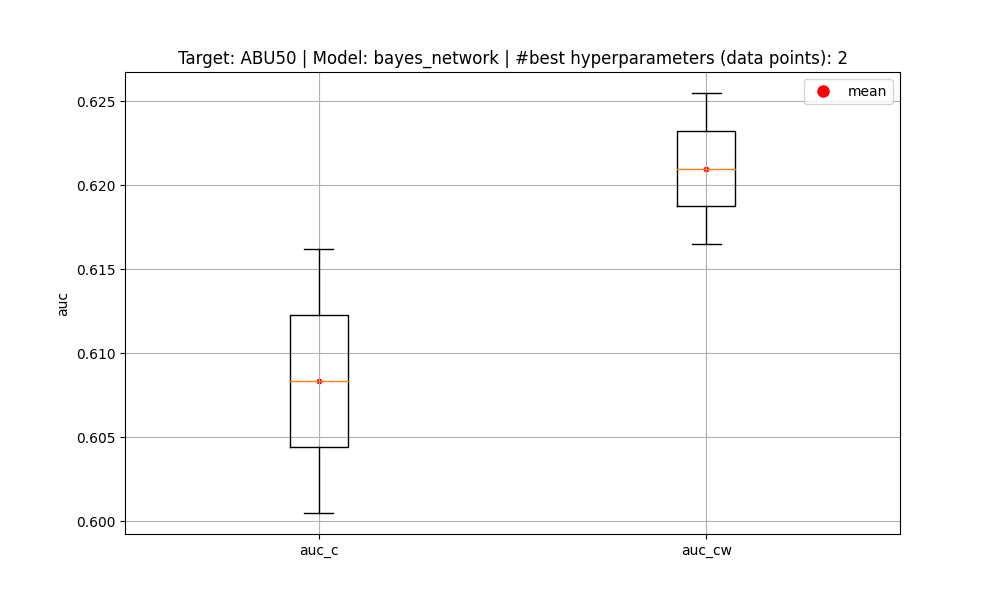 Target: ABU50 | Model: bayes_network | #best hyperparameters (data points): 2
mean
0.625
0.620
0.615
0.610
0.605
0.600
auc
auc_c
auc_cw